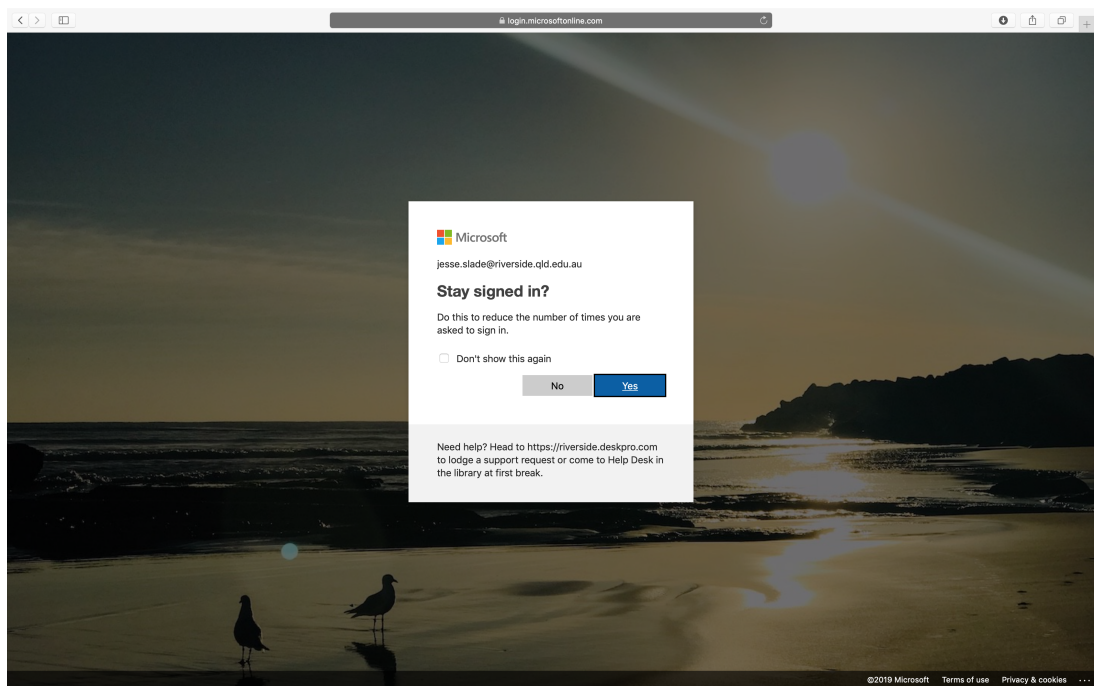 login.microsoftonline.com
Microsoft
jesse.slade@riverside.qld.edu.au
Stay signed in?
Do this to reduce the number of times you are
asked to sign in.
Don't show this again
No Yes
Need help? Head to https://riverside.deskpro.com
to lodge a support request or come to Help Desk in
the library at first break.
©2019 Microsoft Terms of use Privacy & cookies ...